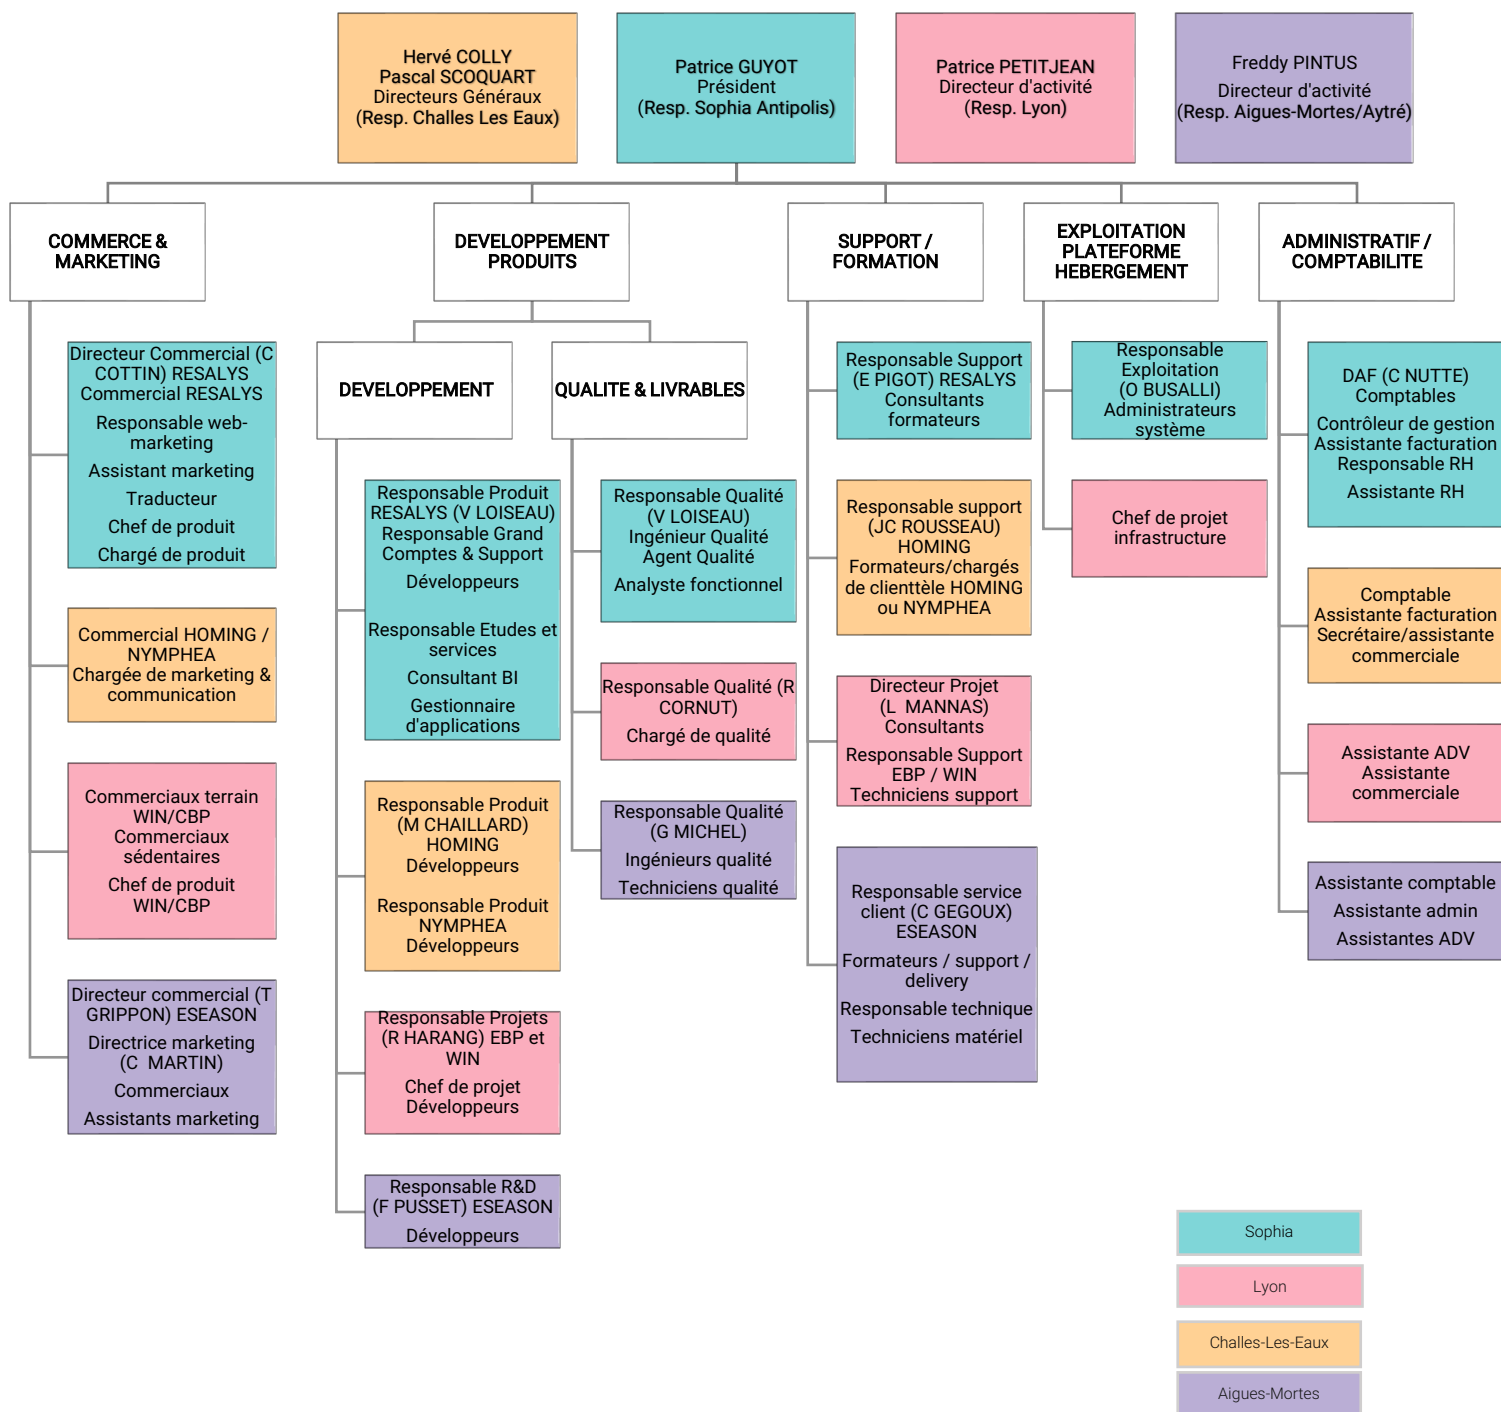 Hervé COLLY
Pascal SCOQUART
Directeurs Généraux
(Resp. Challes Les Eaux)
Patrice GUYOT
Président
(Resp. Sophia Antipolis)
Patrice PETITJEAN
Directeur d'activité
(Resp. Lyon)
Freddy PINTUS
Directeur d'activité
(Resp. Aigues-Mortes/Aytré)
COMMERCE &
MARKETING
DEVELOPPEMENT
PRODUITS
SUPPORT /
FORMATION
EXPLOITATION
PLATEFORME
HEBERGEMENT
ADMINISTRATIF /
COMPTABILITE
Directeur Commercial (C
COTTIN) RESALYS
Commercial RESALYS
Responsable web-
marketing
Assistant marketing
Traducteur
Chef de produit
Chargé de produit
Commercial HOMING /
NYMPHEA
Chargée de marketing &
communication
Commerciaux terrain
WIN/CBP
Commerciaux
sédentaires
Chef de produit
WIN/CBP
Directeur commercial (T
GRIPPON) ESEASON
Directrice marketing
(C MARTIN)
Commerciaux
Assistants marketing
DEVELOPPEMENT
Responsable Produit
RESALYS (V LOISEAU)
Responsable Grand
Comptes & Support
Développeurs
Responsable Etudes et
services
Consultant BI
Gestionnaire
d'applications
Responsable Produit
(M CHAILLARD)
HOMING
Développeurs
Responsable Produit
NYMPHEA
Développeurs
Responsable Projets
(R HARANG) EBP et
WIN
Chef de projet
Développeurs
Responsable R&D
(F PUSSET) ESEASON
Développeurs
QUALITE & LIVRABLES
Responsable Qualité
(V LOISEAU)
Ingénieur Qualité
Agent Qualité
Analyste fonctionnel
Responsable Qualité (R
CORNUT)
Chargé de qualité
Responsable Qualité
(G MICHEL)
Ingénieurs qualité
Techniciens qualité
Responsable Support
(E PIGOT) RESALYS
Consultants
formateurs
Responsable support
(JC ROUSSEAU)
HOMING
Formateurs/chargés
de clienttèle HOMING
ou NYMPHEA
Directeur Projet
(L MANNAS)
Consultants
Responsable Support
EBP / WIN
Techniciens support
Responsable service
client (C GEGOUX)
ESEASON
Formateurs / support /
delivery
Responsable technique
Techniciens matériel
Responsable
Exploitation
(O BUSALLI)
Administrateurs
système
Chef de projet
infrastructure
DAF (C NUTTE)
Comptables
Contrôleur de gestion
Assistante facturation
Responsable RH
Assistante RH
Comptable
Assistante facturation
Secrétaire/assistante
commerciale
Assistante ADV
Assistante
commerciale
Assistante comptable
Assistante admin
Assistantes ADV
Sophia
Lyon
Challes-Les-Eaux
Aigues-Mortes